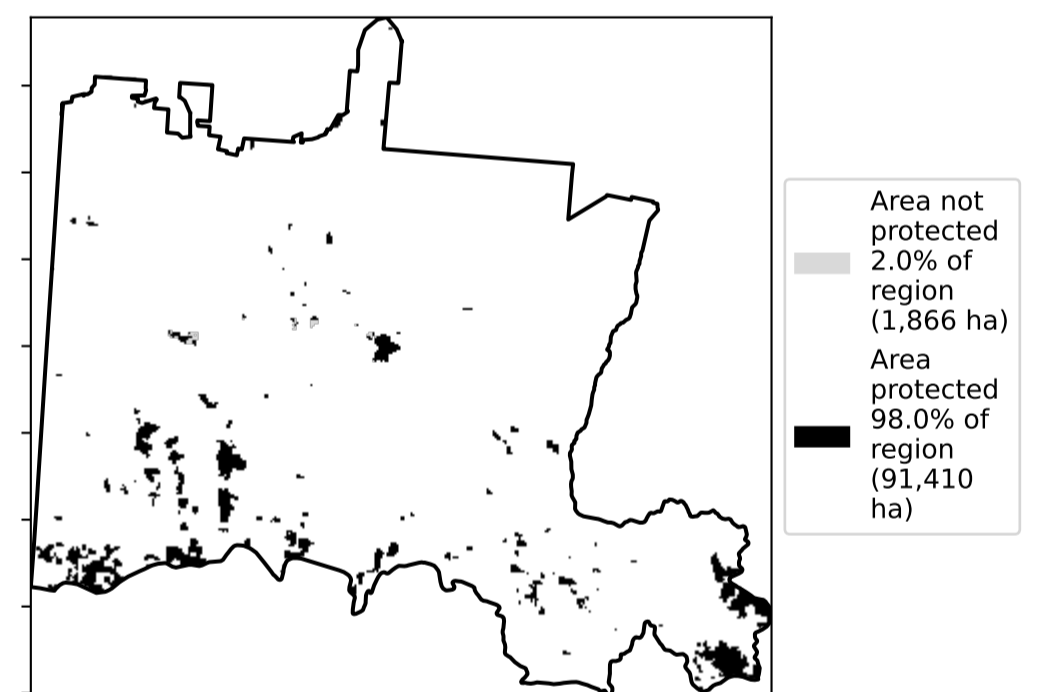 Area not
protected
2.0% of
region
(1,866 ha)
Area
protected
98.0% of
region
(91,410
ha)